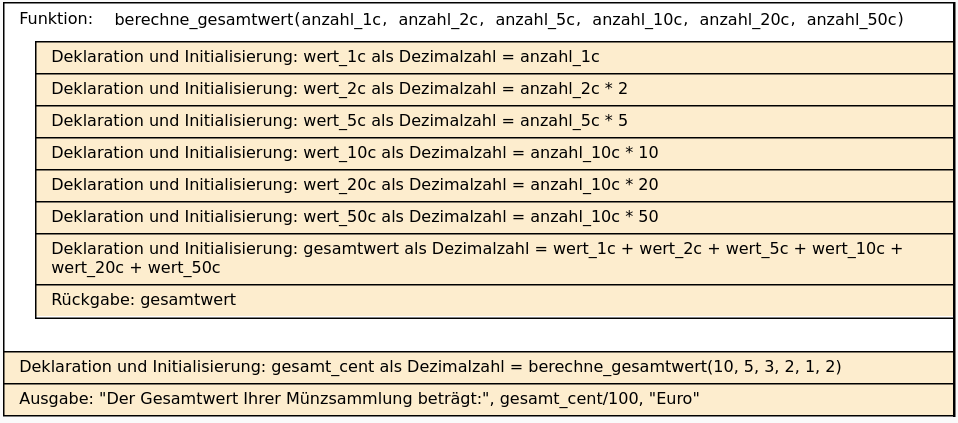 Funktion: berechne_gesamtwert(anzahl_1c, anzahl_2c, anzahl_5c, anzahl_10c, anzahl_20c, anzahl_50c)
Deklaration und Initialisierung: wert_1c als Dezimalzahl = anzahl_1c
Deklaration und Initialisierung: wert_2c als Dezimalzahl = anzahl_2c * 2
Deklaration und Initialisierung: wert_5c als Dezimalzahl = anzahl_5c * 5
Deklaration und Initialisierung: wert_10c als Dezimalzahl = anzahl_10c * 10
Deklaration und Initialisierung: wert_20c als Dezimalzahl = anzahl_10c * 20
Deklaration und Initialisierung: wert_50c als Dezimalzahl = anzahl_10c * 50
Deklaration und Initialisierung: gesamtwert als Dezimalzahl = wert_1c + wert_2c + wert_5c + wert_10c +
wert_20c + wert_50c
Rückgabe: gesamtwert
Deklaration und Initialisierung: gesamt_cent als Dezimalzahl = berechne_gesamtwert(10, 5, 3, 2, 1, 2)
Ausgabe: "Der Gesamtwert Ihrer Münzsammlung beträgt:", gesamt_cent/100, "Euro"